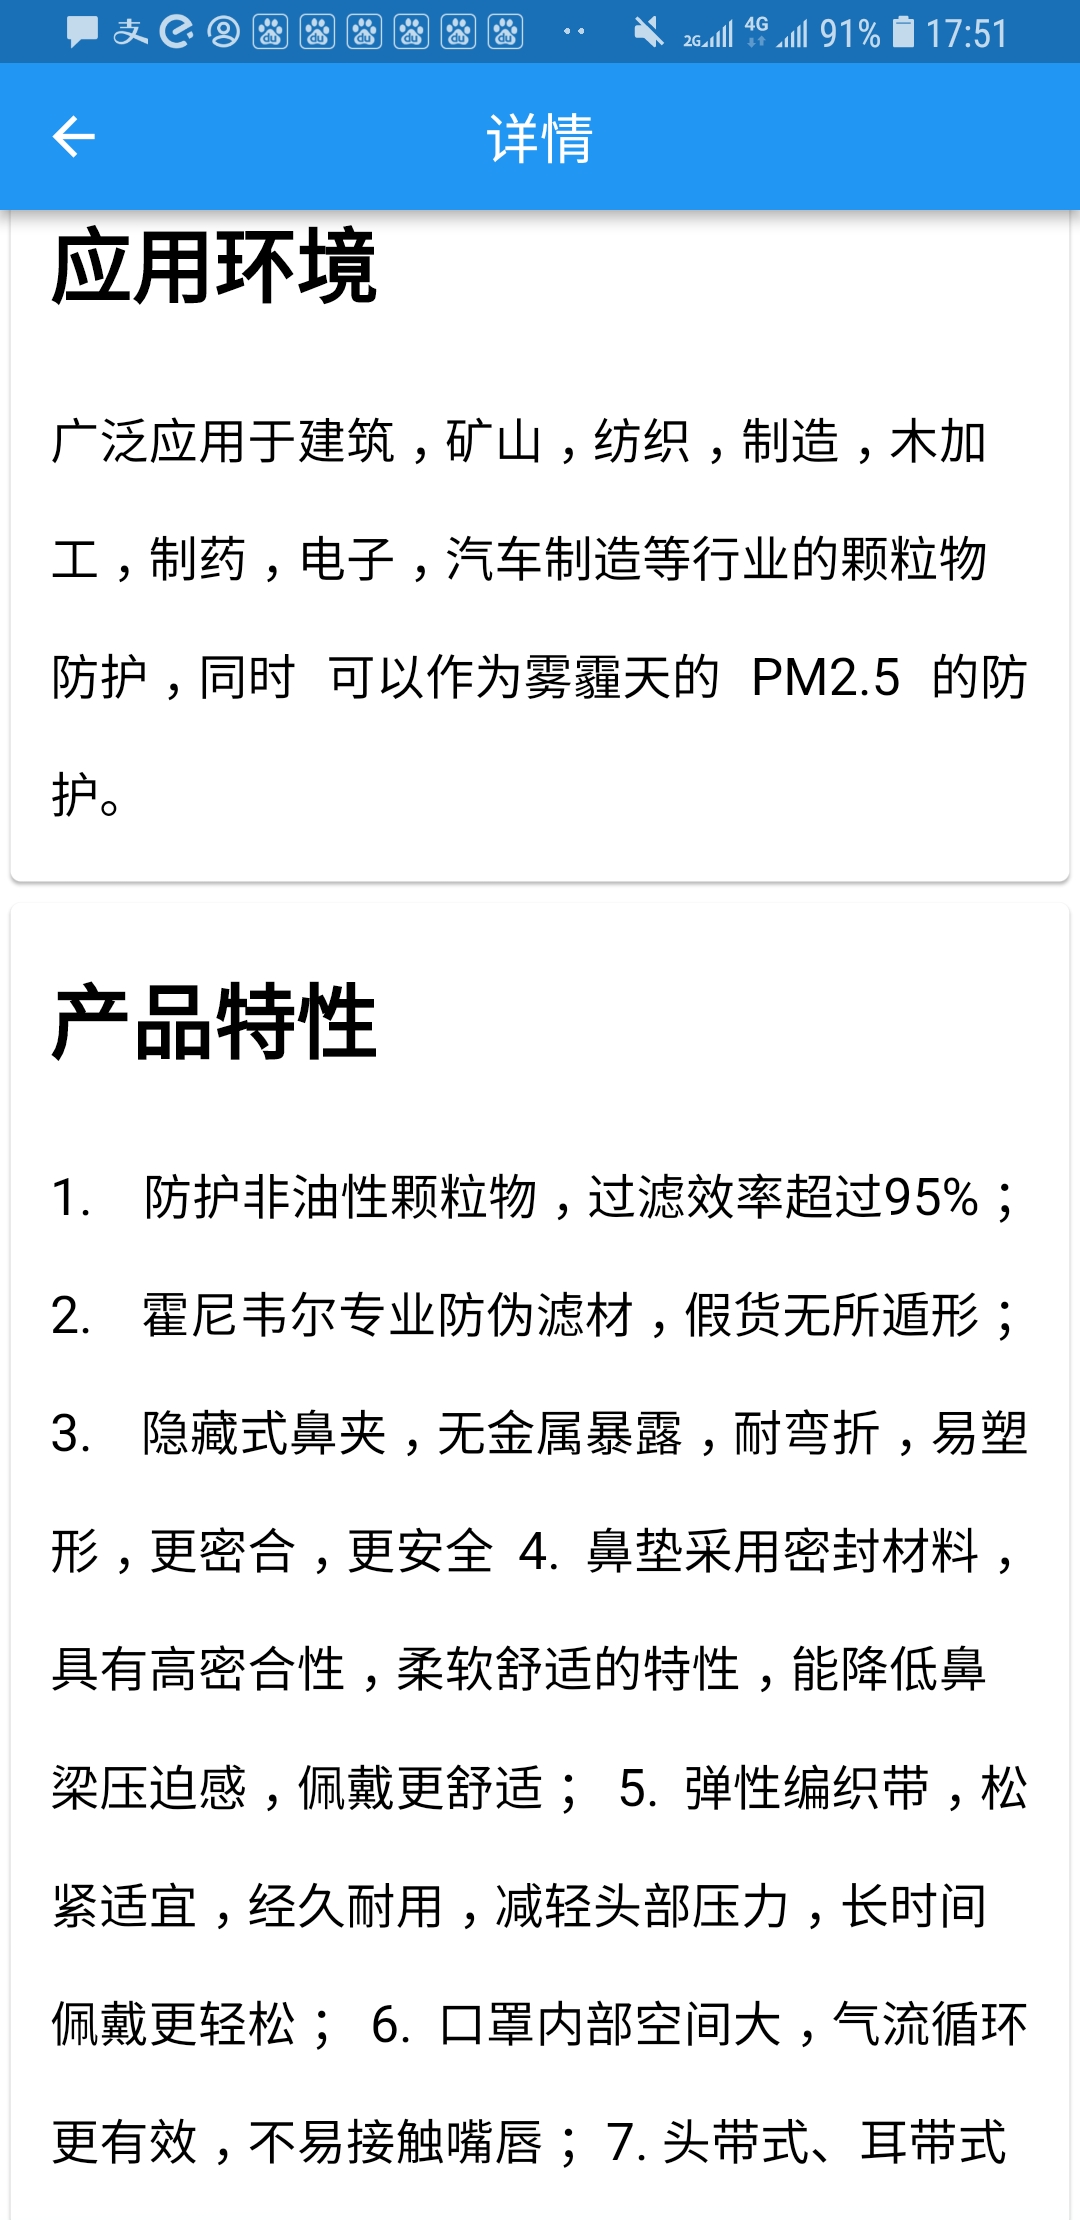 2G 4G 91% 17:51
详情
应用环境
广泛应用于建筑，矿山，纺织，制造，木加
工，制药，电子，汽车制造等行业的颗粒物
防护，同时 可以作为雾霾天的 PM2.5 的防
护。
产品特性
1. 防护非油性颗粒物，过滤效率超过95%；
2. 霍尼韦尔专业防伪滤材，假货无所遁形；
3. 隐藏式鼻夹，无金属暴露，耐弯折，易塑
形，更密合，更安全 4. 鼻垫采用密封材料，
具有高密合性，柔软舒适的特性，能降低鼻
梁压迫感，佩戴更舒适； 5. 弹性编织带，松
紧适宜，经久耐用，减轻头部压力，长时间
佩戴更轻松； 6. 口罩内部空间大，气流循环
更有效，不易接触嘴唇；7. 头带式、耳带式